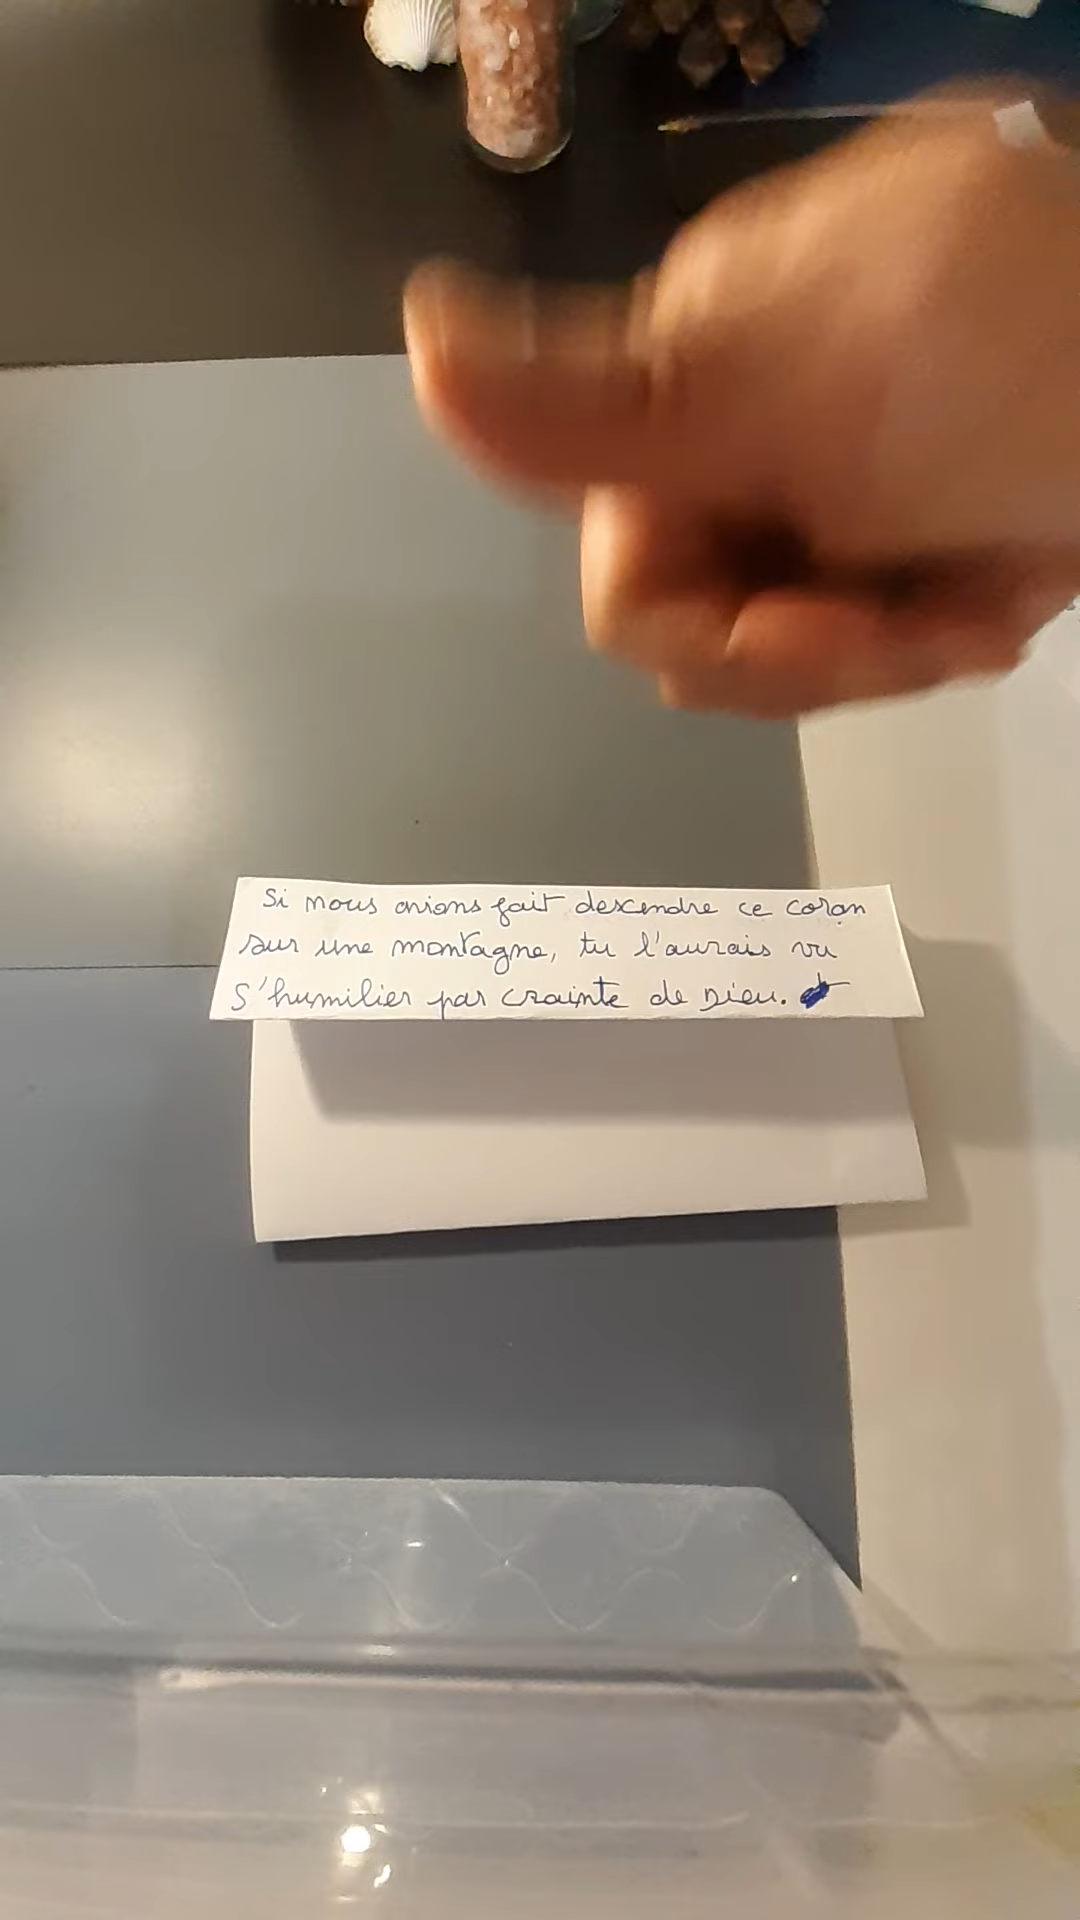 Si nous avions fait descendre ce coran
sur une montagne, tu l'aurais vu
s'humilier par crainte de Dieu.